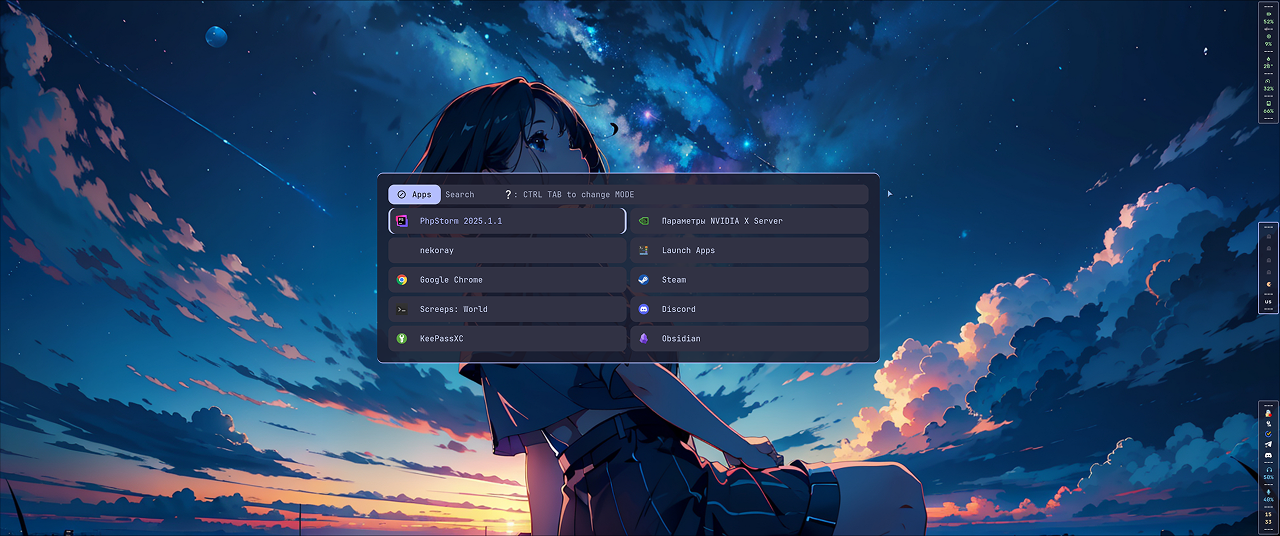 Apps Search ?: CTRL TAB to change MODE
PhpStorm 2025.1.1
Параметры NVIDIA X Server
nekoray
Launch Apps
Google Chrome
Steam
Screeps: World
Discord
KeePassXC
Obsidian
52%
9%
28°
32%
66%
us
50%
40%
15
33